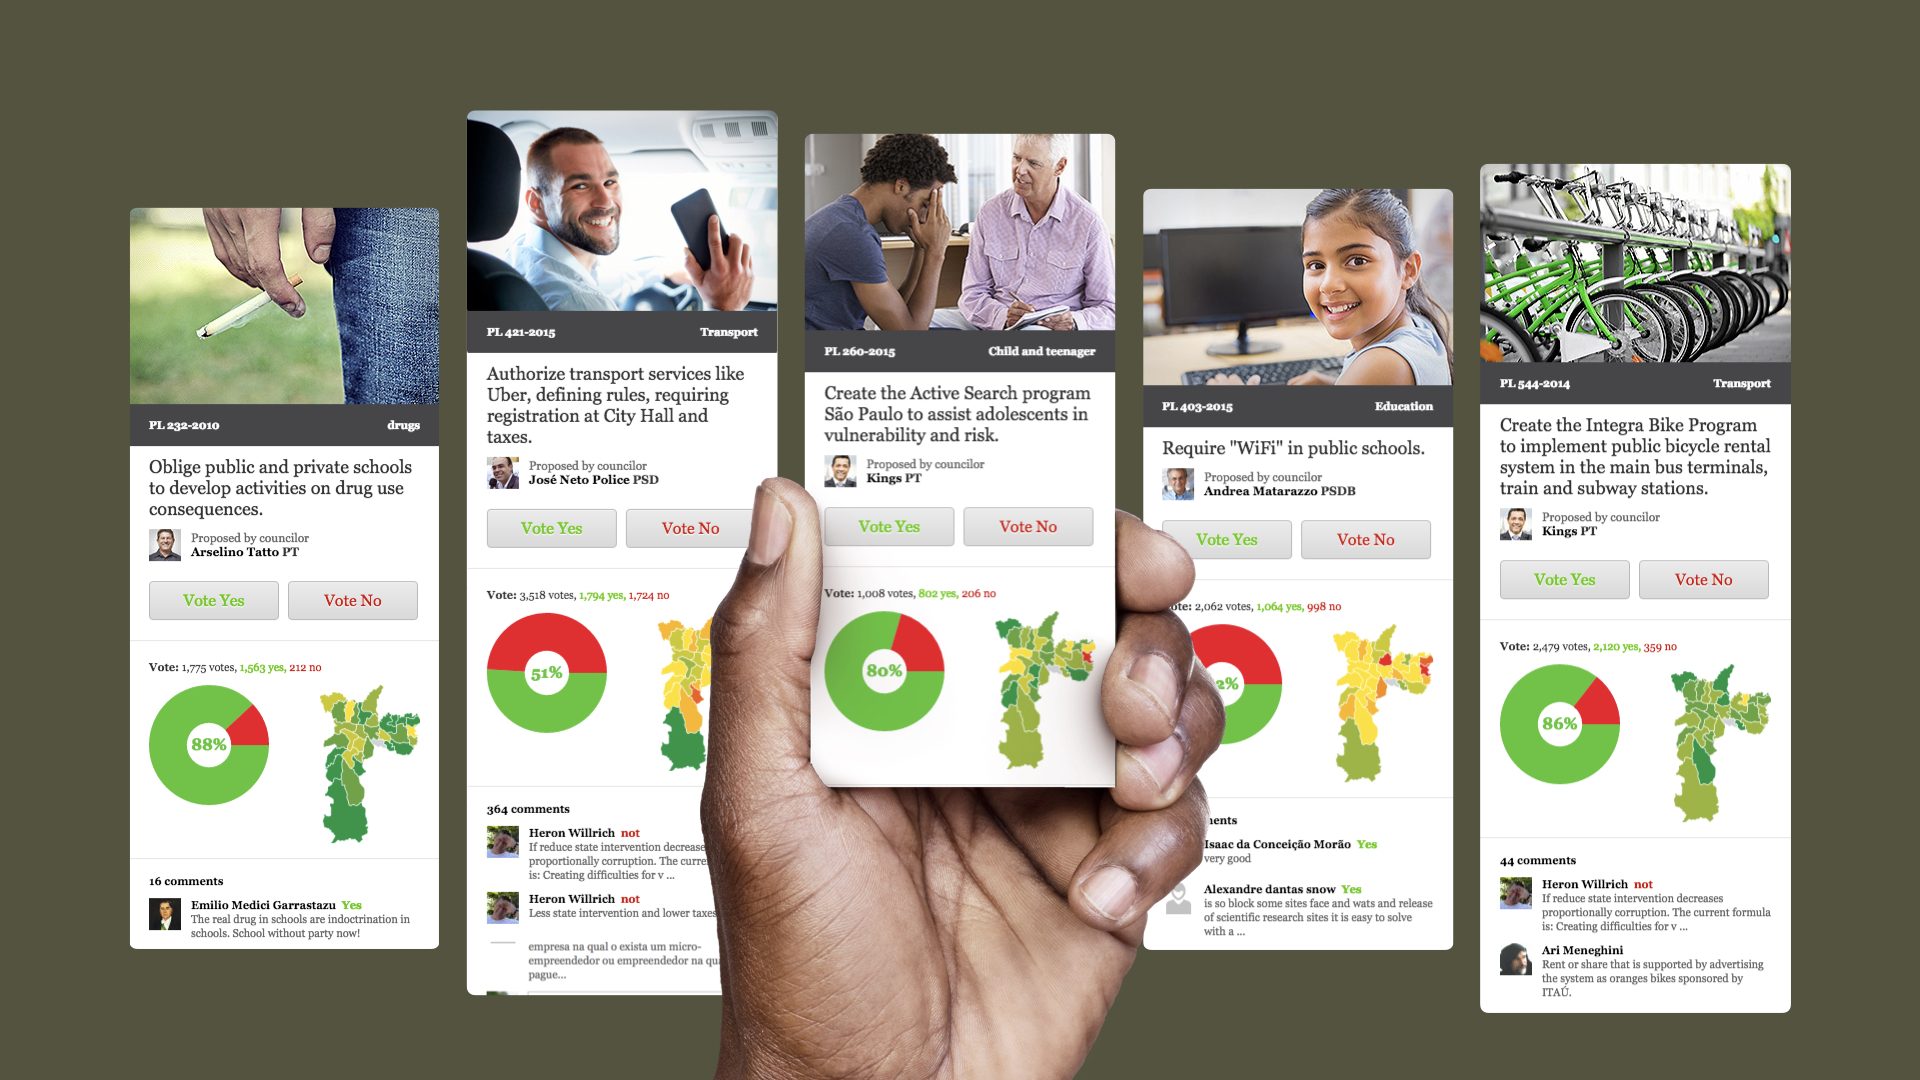 PL 232-2010 drugs
Oblige public and private schools
to develop activities on drug use
consequences.
Proposed by councilor
Arselino Tatto PT
Vote Yes Vote No
Vote: 1,775 votes, 1,563 yes, 212 no
88%
16 comments
Emilio Medici Garrastazu Yes
The real drug in schools are indoctrination in
schools. School without party now!
PL 421-2015 Transport
Authorize transport services like
Uber, defining rules, requiring
registration at City Hall and
taxes.
Proposed by councilor
José Neto Police PSD
Vote Yes Vote No
Vote: 3,518 votes, 1,794 yes, 1,724 no
51%
364 comments
Heron Willrich not
If reduce state intervention decreases
proportionally corruption. The
is: Creating difficulties for v ...
Heron Willrich not
Less state intervention and lower taxes
empresa na qual o exista um micro-
empreendedor ou empreendedor na
pague...
PL 260-2015 Child and teenager
Create the Active Search program
São Paulo to assist adolescents in
vulnerability and risk.
Proposed by councilor
Kings PT
Vote Yes Vote No
Vote: 1,008 votes, 802 yes, 206 no
80%
PL 403-2015 Education
Require "WiFi" in public schools.
Proposed by councilor
Andrea Matarazzo PSDB
Vote Yes Vote No
Vote: 2,062 votes, 1,064 yes, 998 no
2%
Isaac da Conceição Morão Yes
very good
Alexandre dantas snow Yes
is so block some sites face and wats and release
of scientific research sites it is easy to solve
with a ...
PL 544-2014 Transport
Create the Integra Bike Program
to implement public bicycle rental
system in the main bus terminals,
train and subway stations.
Proposed by councilor
Kings PT
Vote Yes Vote No
Vote: 2,479 votes, 2,120 yes, 359 no
86%
44 comments
Heron Willrich not
If reduce state intervention decreases
proportionally corruption. The current formula
is: Creating difficulties for v ...
Ari Meneghini
Rent or share that is supported by advertising
the system as oranges bikes sponsored by
ITAÚ.